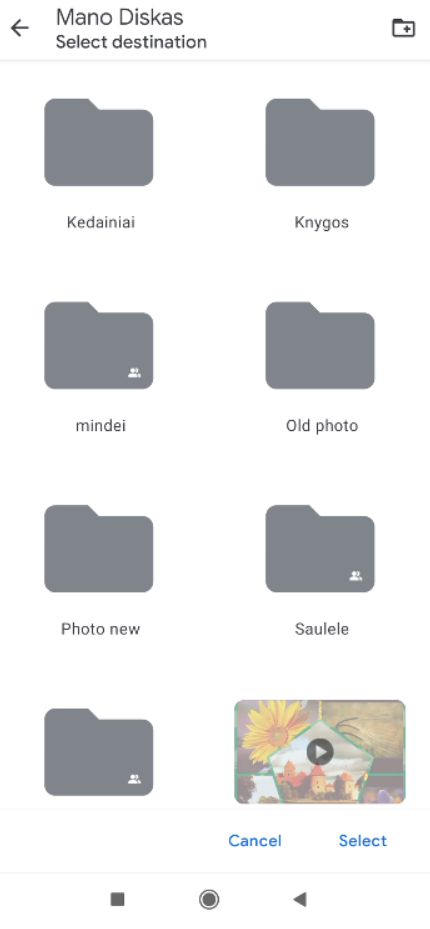 Mano Diskas
Select destination
Kedainiai
Knygos
mindei
Old photo
Photo new
Saulele
Cancel
Select